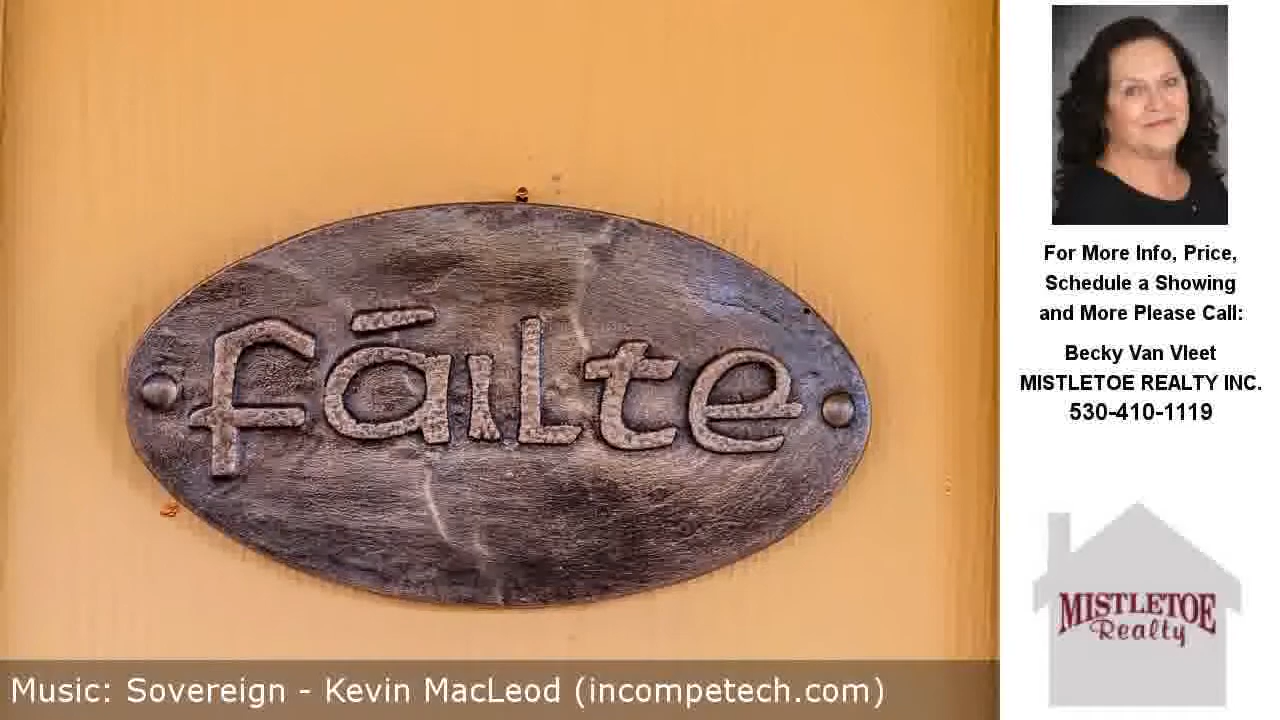 fáilte
Music: Sovereign - Kevin MacLeod (incompetech.com)
For More Info, Price,
Schedule a Showing
and More Please Call:
Becky Van Vleet
MISTLETOE REALTY INC.
530-410-1119
MISTLETOE
Realty